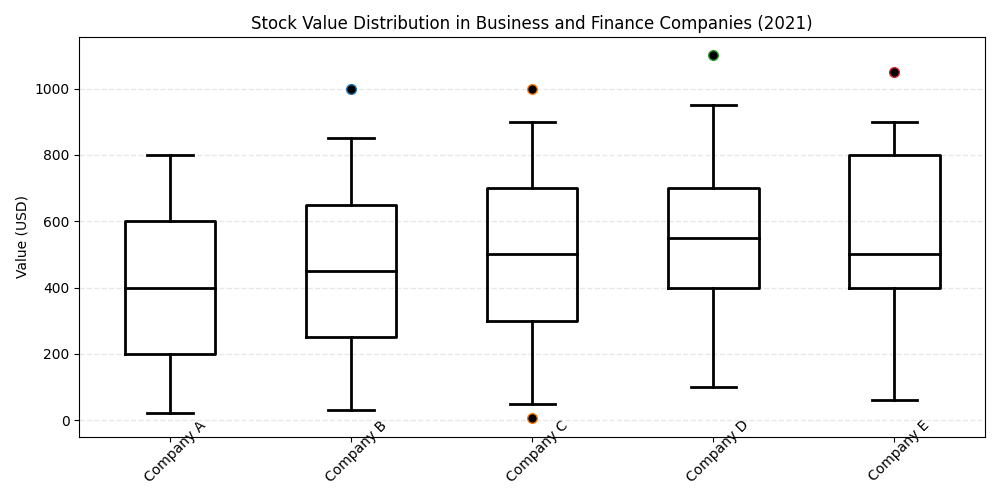 Stock Value Distribution in Business and Finance Companies (2021)
Value (USD)
1000
800
600
400
200
0
Company A
Company B
Company C
Company D
Company E